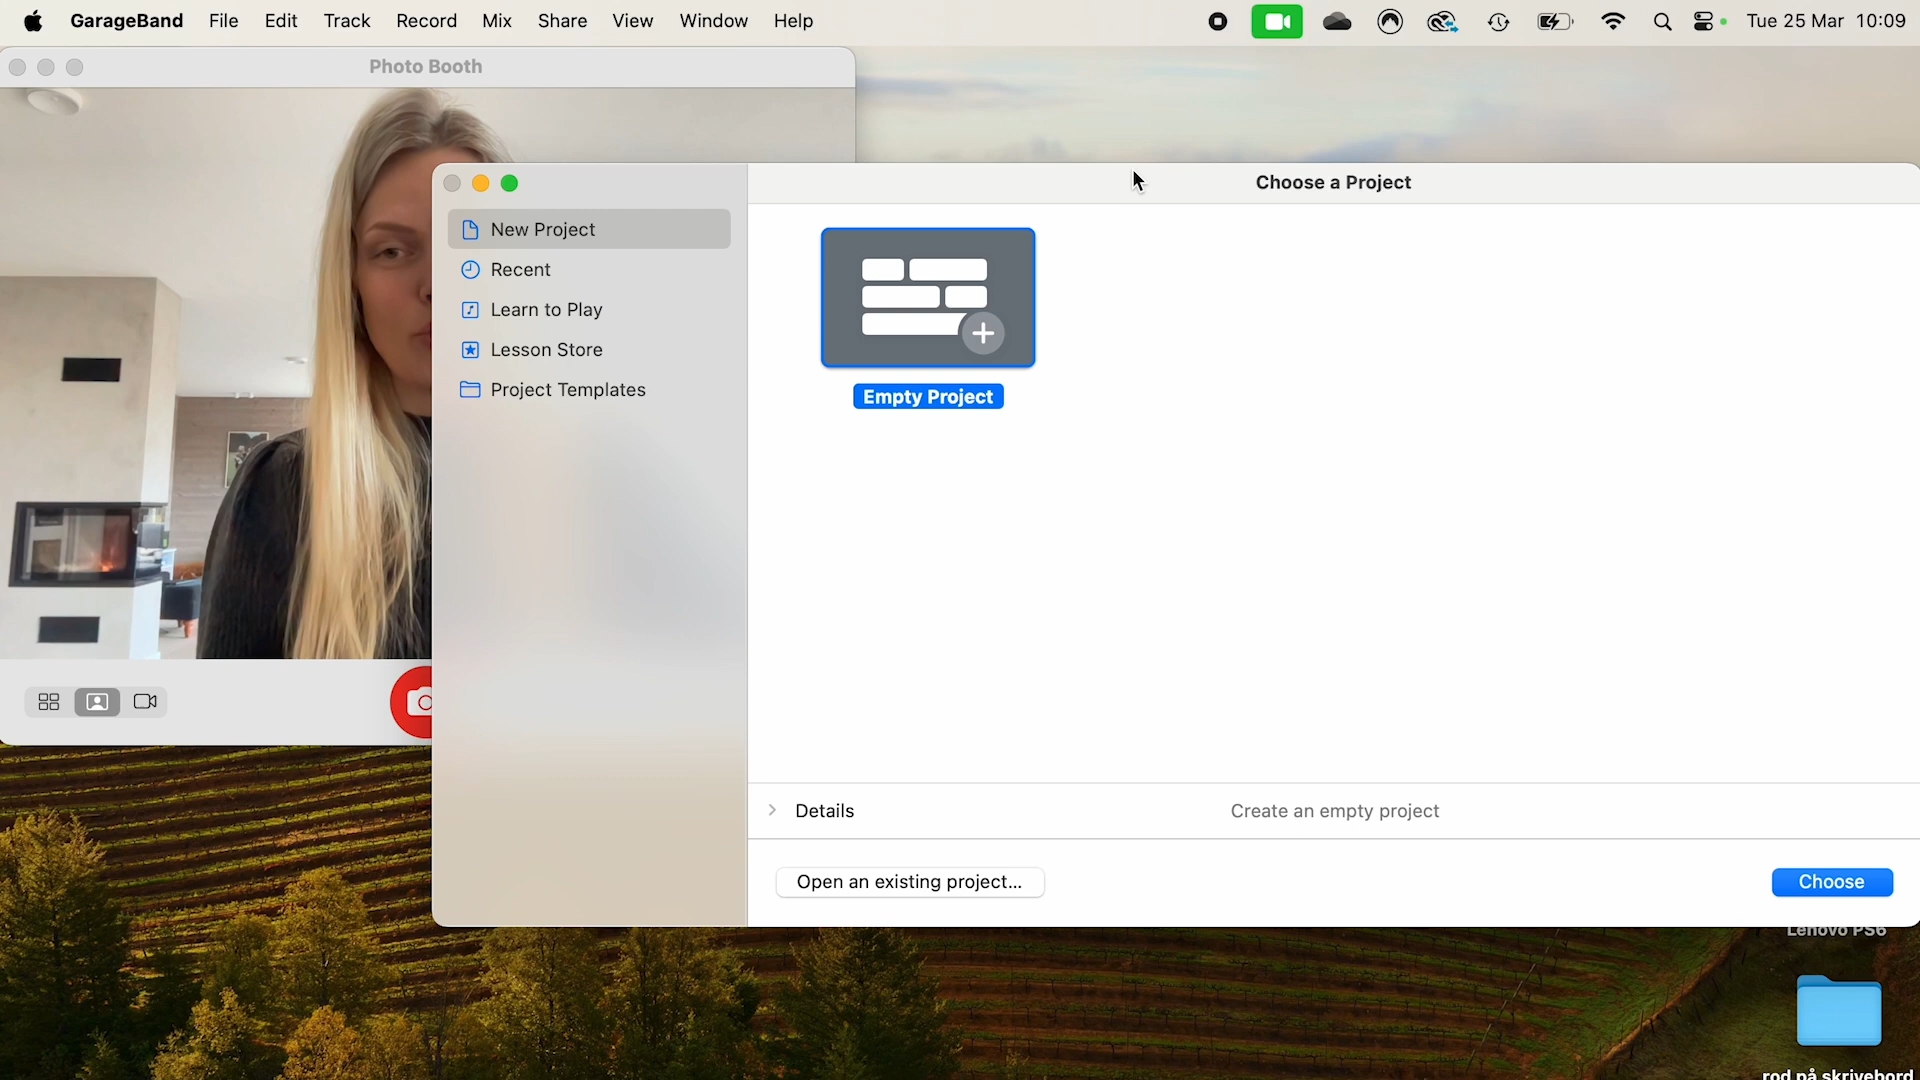 GarageBand File Edit Track Record Mix Share View Window Help Tue 25 Mar 10:09
Photo Booth
Choose a Project
New Project
Recent
Learn to Play
Lesson Store
Project Templates
Empty Project
Details Create an empty project
Open an existing project... Choose
Lenovo PS6
rod på skrivebord